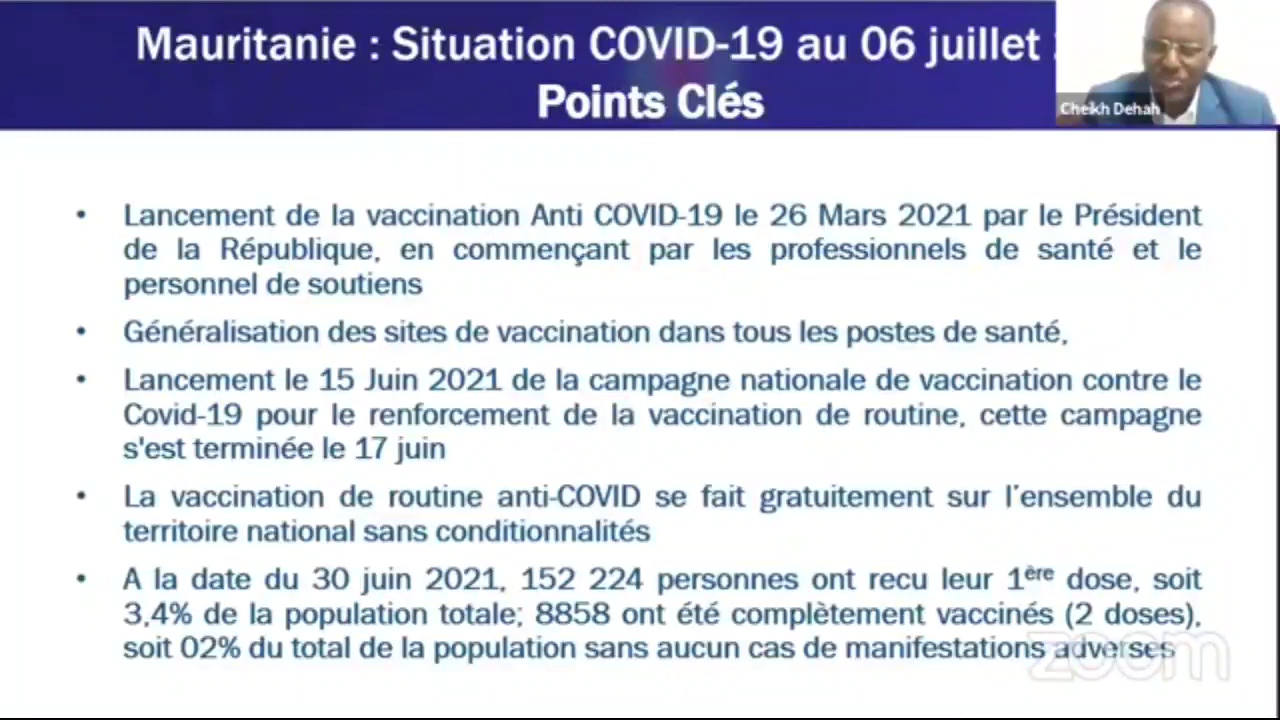 Mauritanie : Situation COVID-19 au 06 juillet
Points Clés
Cheikh Dehah
• Lancement de la vaccination Anti COVID-19 le 26 Mars 2021 par le Président
de la République, en commençant par les professionnels de santé et le
personnel de soutiens
• Généralisation des sites de vaccination dans tous les postes de santé,
• Lancement le 15 Juin 2021 de la campagne nationale de vaccination contre le
Covid-19 pour le renforcement de la vaccination de routine, cette campagne
s'est terminée le 17 juin
• La vaccination de routine anti-COVID se fait gratuitement sur l'ensemble du
territoire national sans conditionnalités
• A la date du 30 juin 2021, 152 224 personnes ont recu leur 1ère dose, soit
3,4% de la population totale; 8858 ont été complètement vaccinés (2 doses),
soit 02% du total de la population sans aucun cas de manifestations adverses
zoom